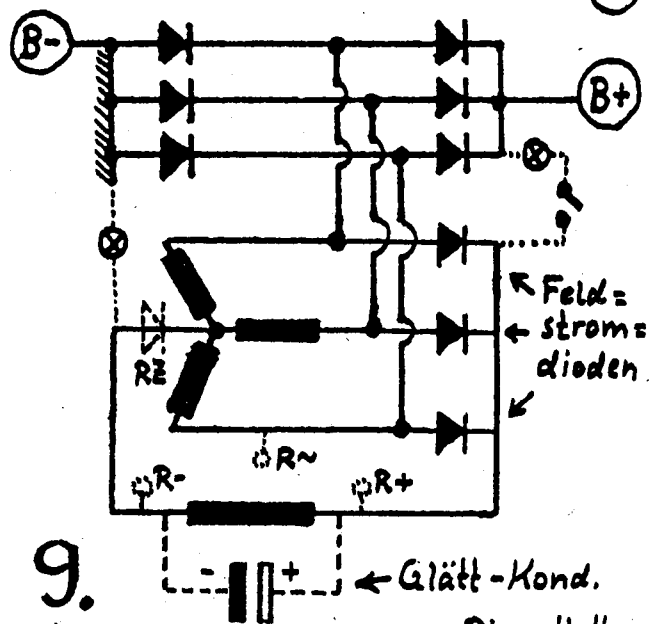 B-
B+
Feld=
strom=
dioden
RZ
R~
R-
R+
- +
Glätt-Kond.
9.